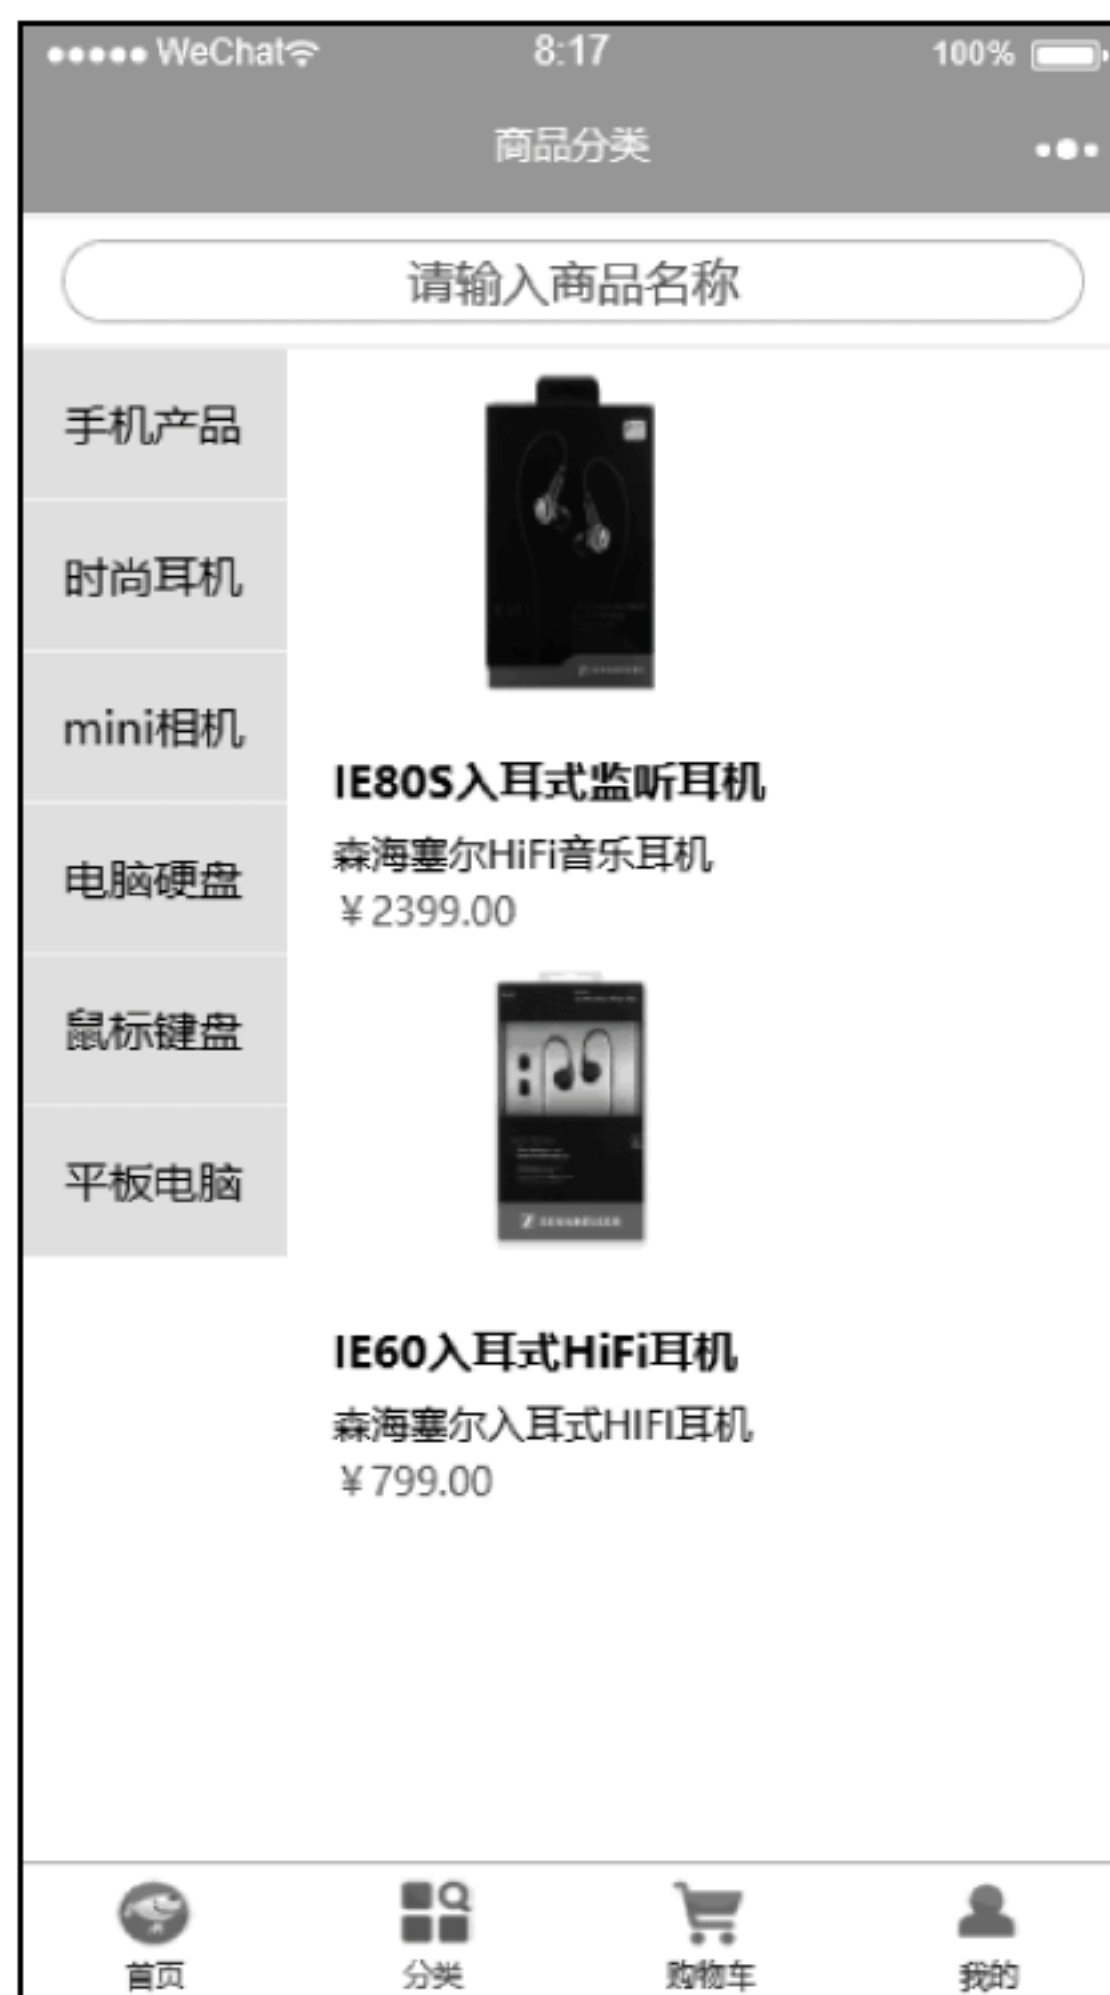 WeChat 8:17 100%
商品分类
请输入商品名称
手机产品
时尚耳机
mini相机
电脑硬盘
鼠标键盘
平板电脑
IE80S入耳式监听耳机
森海塞尔HiFi音乐耳机
¥2399.00
IE60入耳式HiFi耳机
森海塞尔入耳式HIFI耳机
¥799.00
首页 分类 购物车 我的